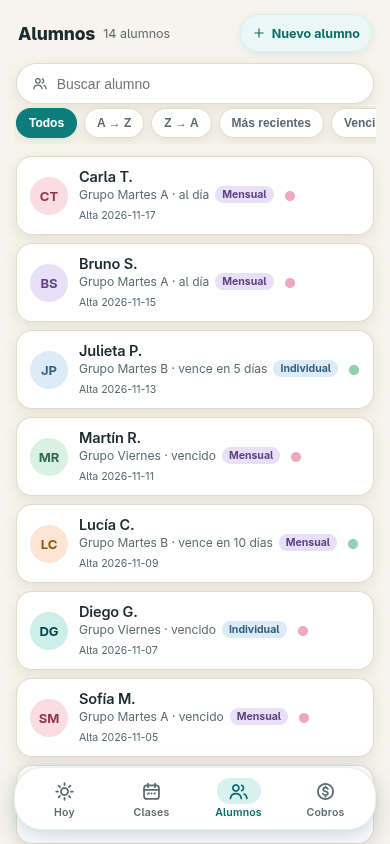 Alumnos 14 alumnos
+ Nuevo alumno
Buscar alumno
Todos A → Z Z → A Más recientes Venci
CT Carla T.
Grupo Martes A · al día Mensual
Alta 2026-11-17
BS Bruno S.
Grupo Martes A · al día Mensual
Alta 2026-11-15
JP Julieta P.
Grupo Martes B · vence en 5 días Individual
Alta 2026-11-13
MR Martín R.
Grupo Viernes · vencido Mensual
Alta 2026-11-11
LC Lucía C.
Grupo Martes B · vence en 10 días Mensual
Alta 2026-11-09
DG Diego G.
Grupo Viernes · vencido Individual
Alta 2026-11-07
SM Sofía M.
Grupo Martes A · vencido Mensual
Alta 2026-11-05
Hoy Clases Alumnos Cobros